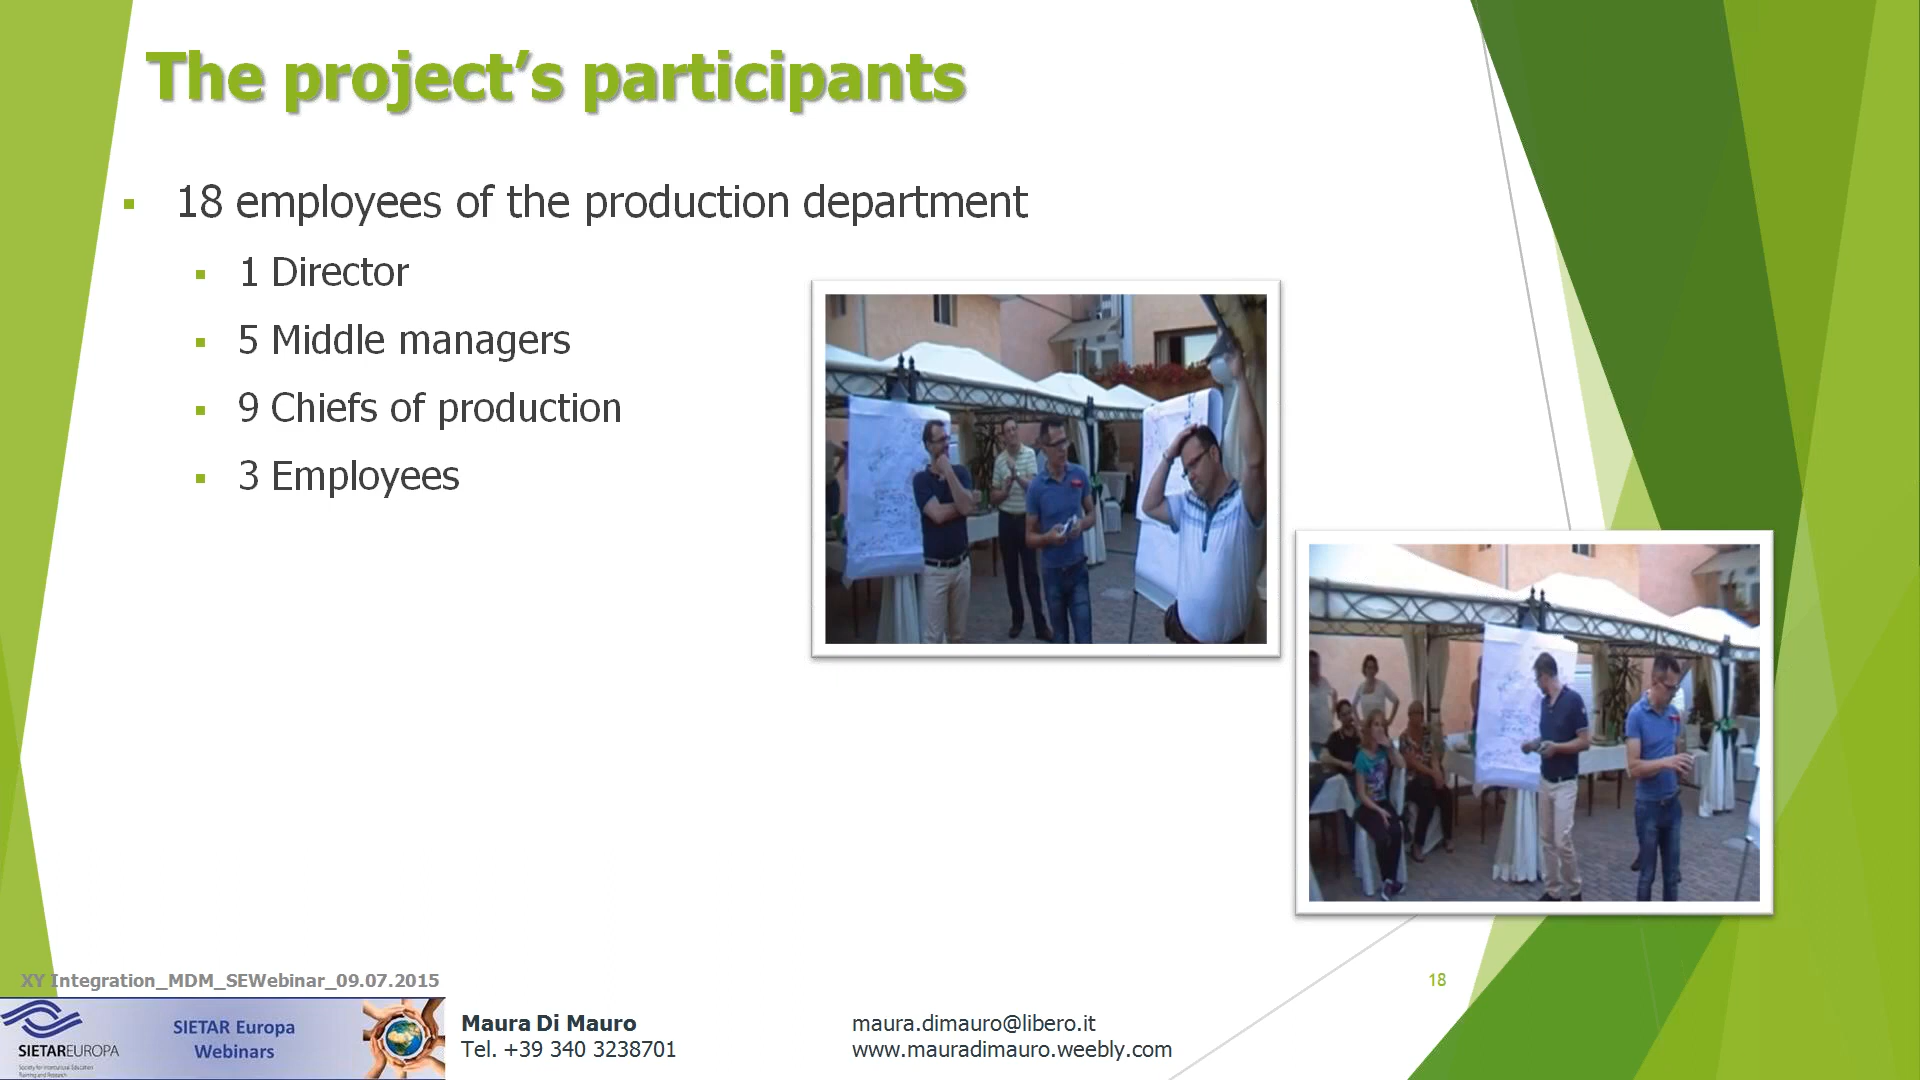 The project’s participants
▪ 18 employees of the production department
▪ 1 Director
▪ 5 Middle managers
▪ 9 Chiefs of production
▪ 3 Employees
XY Integration_MDM_SEWebinar_09.07.2015
18
SIETAREUROPA
Society for Intercultural Education
Training and Research
SIETAR Europa
Webinars
Maura Di Mauro
Tel. +39 340 3238701
maura.dimauro@libero.it
www.mauradimauro.weebly.com